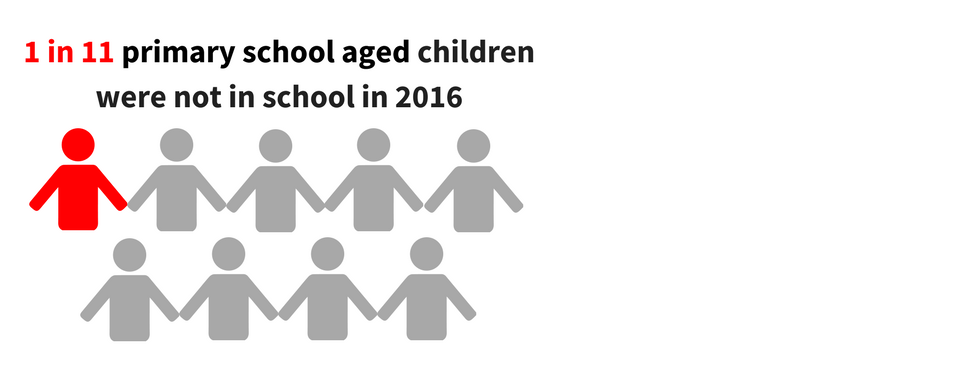 1 in 11 primary school aged children
were not in school in 2016